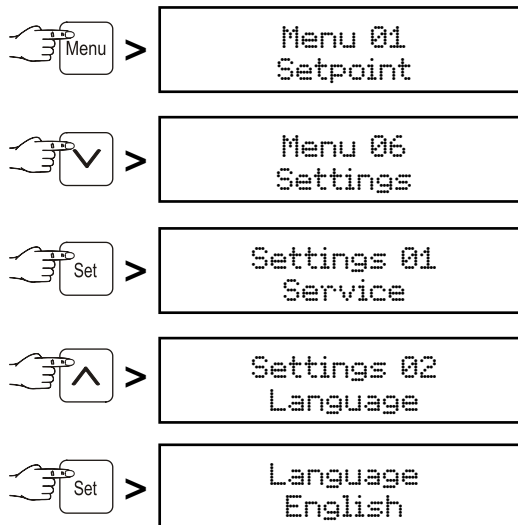 Menu > Menu 01
Setpoint
> Menu 06
Settings
Set > Settings 01
Service
> Settings 02
Language
Set > Language
English